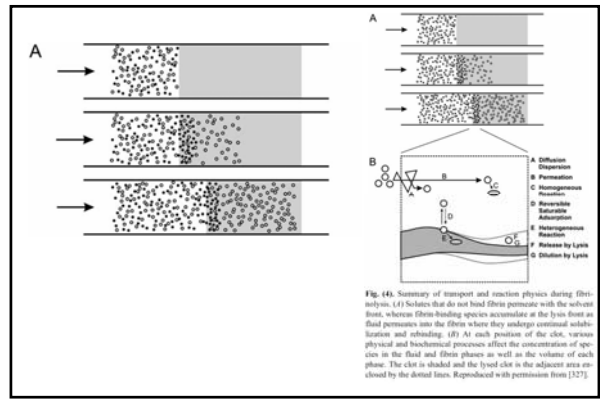 A
A
B
B
A
C
D
E
F
G
A Diffusion
Dispersion
B Permeation
C Homogeneous
Reaction
D Reversible
Saturable
Adsorption
E Heterogeneous
Reaction
F Release by Lysis
G Dilution by Lysis
Fig. (4). Summary of transport and reaction physics during fibri-
nolysis. (A) Solutes that do not bind fibrin permeate with the solvent
front, whereas fibrin-binding species accumulate at the lysis front as
fluid permeates into the fibrin where they undergo continual solubi-
lization and rebinding. (B) At each position of the clot, various
physical and biochemical processes affect the concentration of spe-
cies in the fluid and fibrin phases as well as the volume of each
phase. The clot is shaded and the lysed clot is the adjacent area en-
closed by the dotted lines. Reproduced with permission from [327].